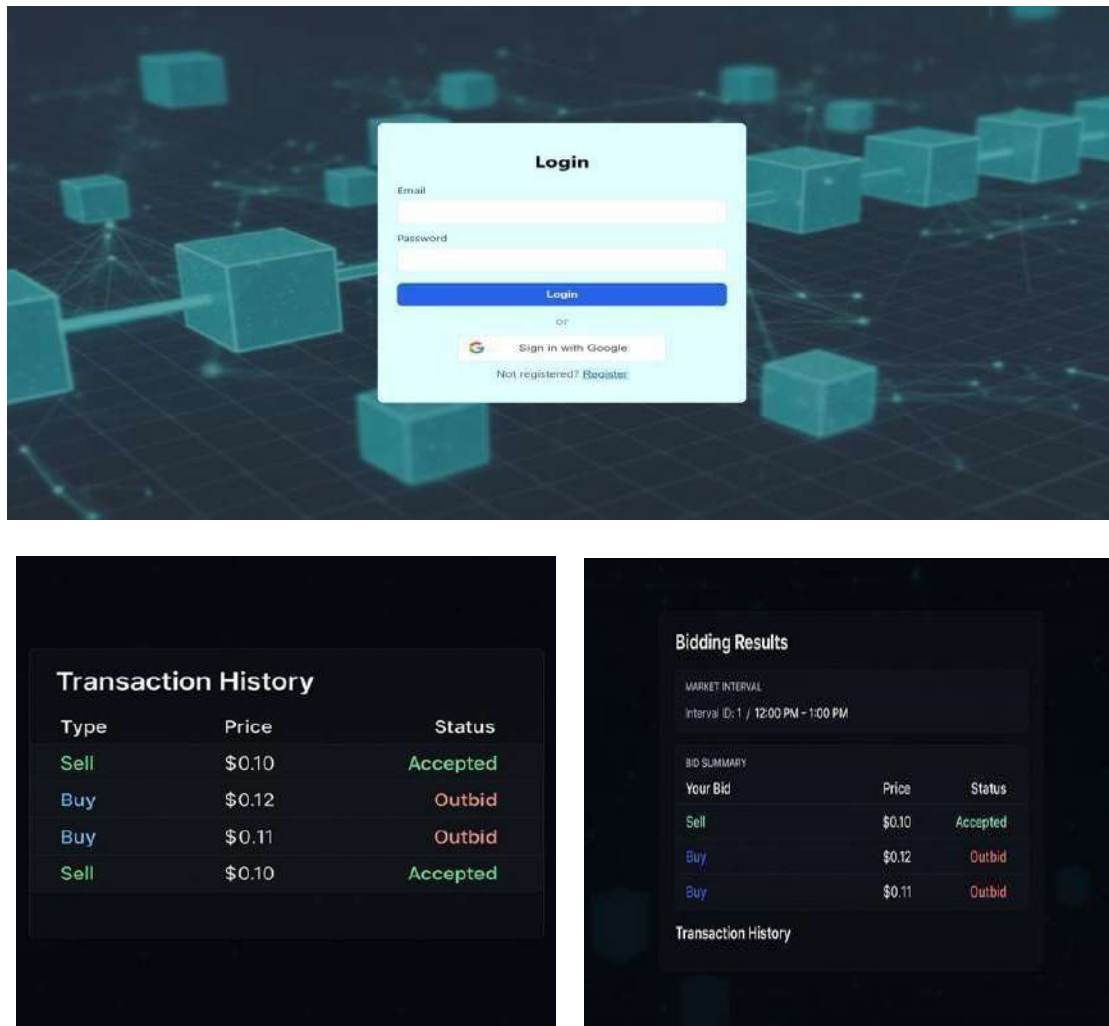 Login
Email
Password
Login
or
Sign in with Google
Not registered? Register
Transaction History
Type Price Status
Sell $0.10 Accepted
Buy $0.12 Outbid
Buy $0.11 Outbid
Sell $0.10 Accepted
Bidding Results
MARKET INTERVAL
Interval ID: 1 / 12:00 PM – 1:00 PM
BID SUMMARY
Your Bid Price Status
Sell $0.10 Accepted
Buy $0.12 Outbid
Buy $0.11 Outbid
Transaction History